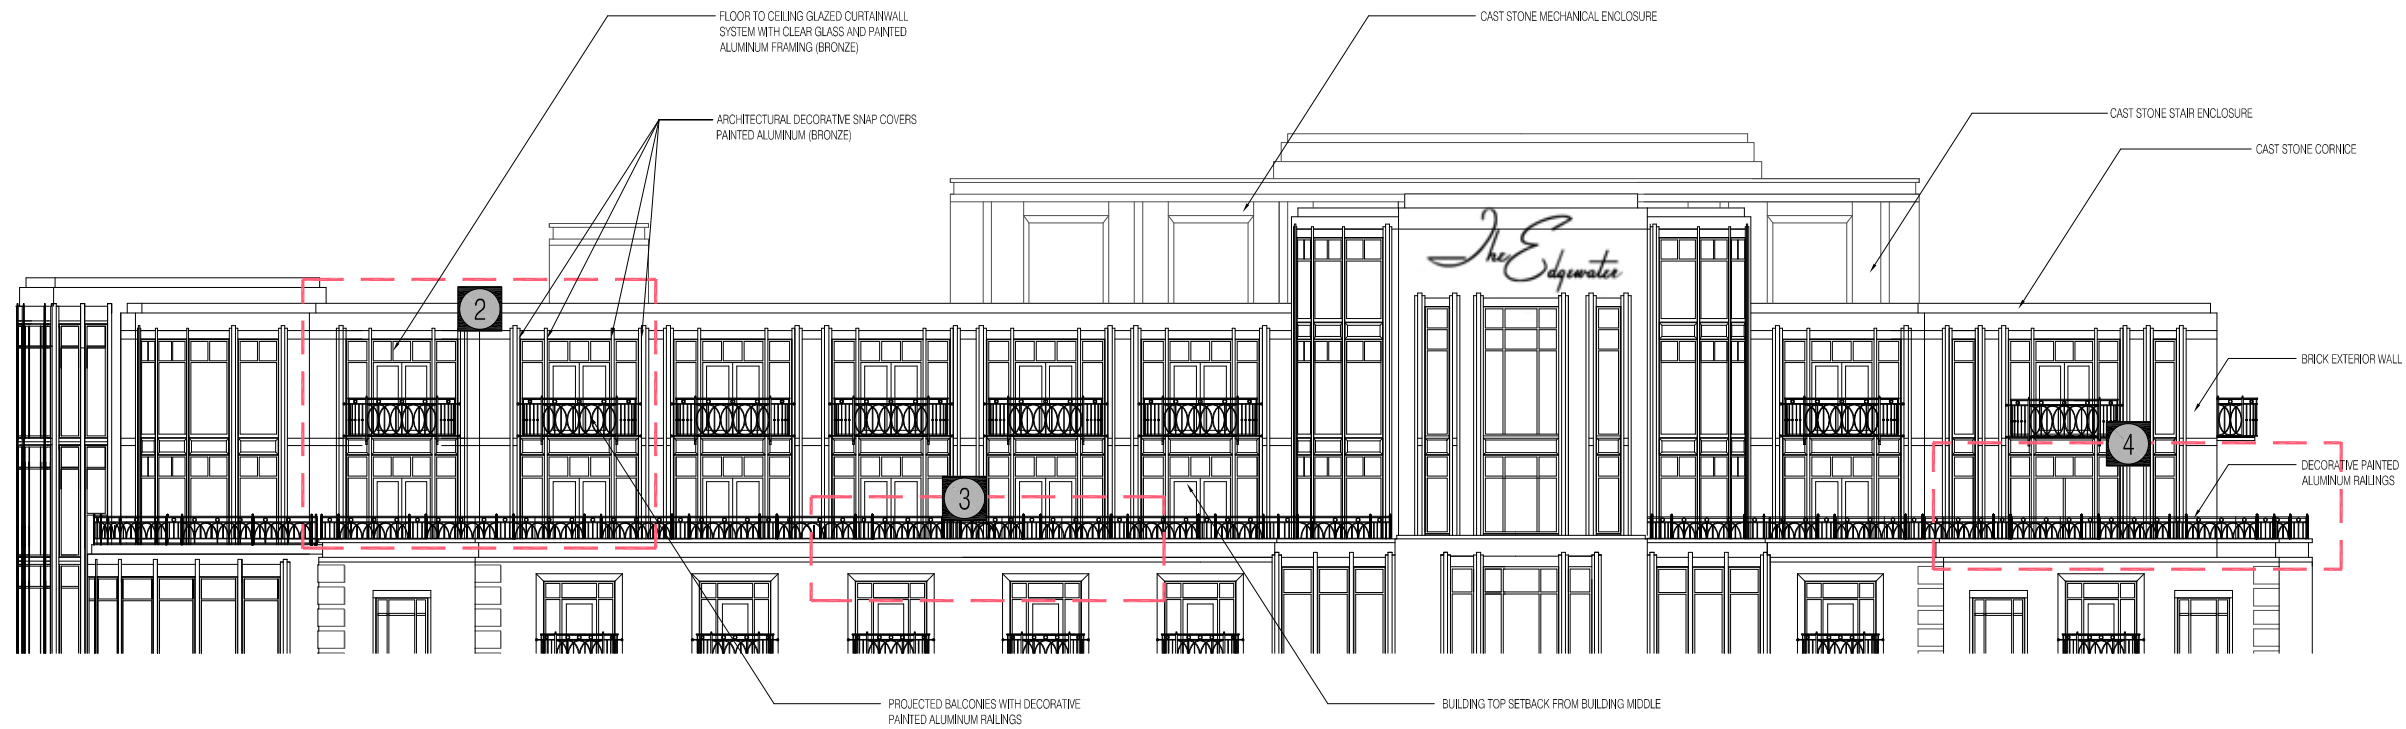 FLOOR TO CEILING GLAZED CURTAINWALL
SYSTEM WITH CLEAR GLASS AND PAINTED
ALUMINUM FRAMING (BRONZE)
CAST STONE MECHANICAL ENCLOSURE
ARCHITECTURAL DECORATIVE SNAP COVERS
PAINTED ALUMINUM (BRONZE)
CAST STONE STAIR ENCLOSURE
CAST STONE CORNICE
The Edgewater
2
BRICK EXTERIOR WALL
4
DECORATIVE PAINTED
ALUMINUM RAILINGS
3
PROJECTED BALCONIES WITH DECORATIVE
PAINTED ALUMINUM RAILINGS
BUILDING TOP SETBACK FROM BUILDING MIDDLE